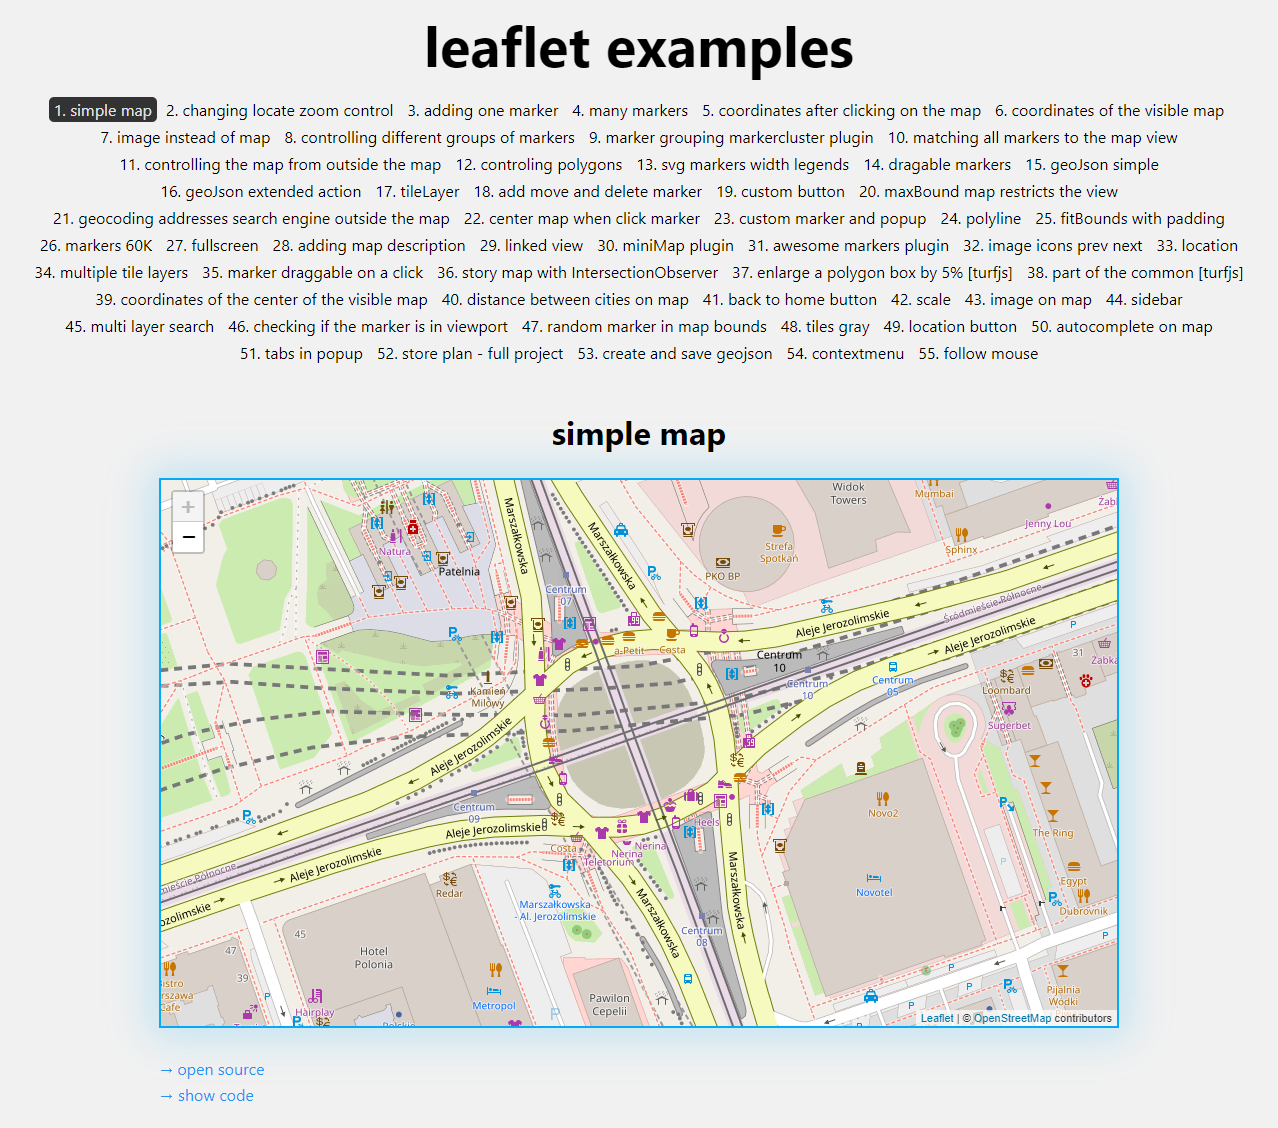 leaflet examples
1. simple map 2. changing locate zoom control 3. adding one marker 4. many markers 5. coordinates after clicking on the map 6. coordinates of the visible map
7. image instead of map 8. controlling different groups of markers 9. marker grouping markercluster plugin 10. matching all markers to the map view
11. controlling the map from outside the map 12. controling polygons 13. svg markers width legends 14. dragable markers 15. geoJson simple
16. geoJson extended action 17. tileLayer 18. add move and delete marker 19. custom button 20. maxBound map restricts the view
21. geocoding addresses search engine outside the map 22. center map when click marker 23. custom marker and popup 24. polyline 25. fitBounds with padding
26. markers 60K 27. fullscreen 28. adding map description 29. linked view 30. miniMap plugin 31. awesome markers plugin 32. image icons prev next 33. location
34. multiple tile layers 35. marker draggable on a click 36. story map with IntersectionObserver 37. enlarge a polygon box by 5% [turfjs] 38. part of the common [turfjs]
39. coordinates of the center of the visible map 40. distance between cities on map 41. back to home button 42. scale 43. image on map 44. sidebar
45. multi layer search 46. checking if the marker is in viewport 47. random marker in map bounds 48. tiles gray 49. location button 50. autocomplete on map
51. tabs in popup 52. store plan - full project 53. create and save geojson 54. contextmenu 55. follow mouse
simple map
+
−
Widok
Towers
Mumbai
Żab
Jenny Lou
Marszałkowska
Marszałkowska
Natura
Patelnia
Strefa
Spotkań
Sphinx
PKO BP
Centrum
07
Śródmieście Północne
Aleje Jerozolimskie
Aleje Jerozolimskie
P
a-Petit
Costa
Centrum
10
31
Żabka
Centrum
10
Centrum
05
Loombard
Kamień
Milowy
Superbet
Aleje Jerozolimskie
Centrum
09
Novo2
The Ring
Aleje Jerozolimskie
Heels
Costa
Nerina
Nerina
Teletorium
Aleje Jerozolimskie
mieście Północne
Marszałkowska
Egypt
Redar
Novotel
Dubrovnik
Marszałkowska
- Al. Jerozolimskie
ozolimskie
Marszałkowska
45
Centrum
08
P
47
Hotel
Polonia
39
P
istro
rszawa
Cafe
Hairplay
Metropol
Pawilon
Cepelii
Pijalnia
Wódki
Polskie
Leaflet | © OpenStreetMap contributors
→ open source
→ show code